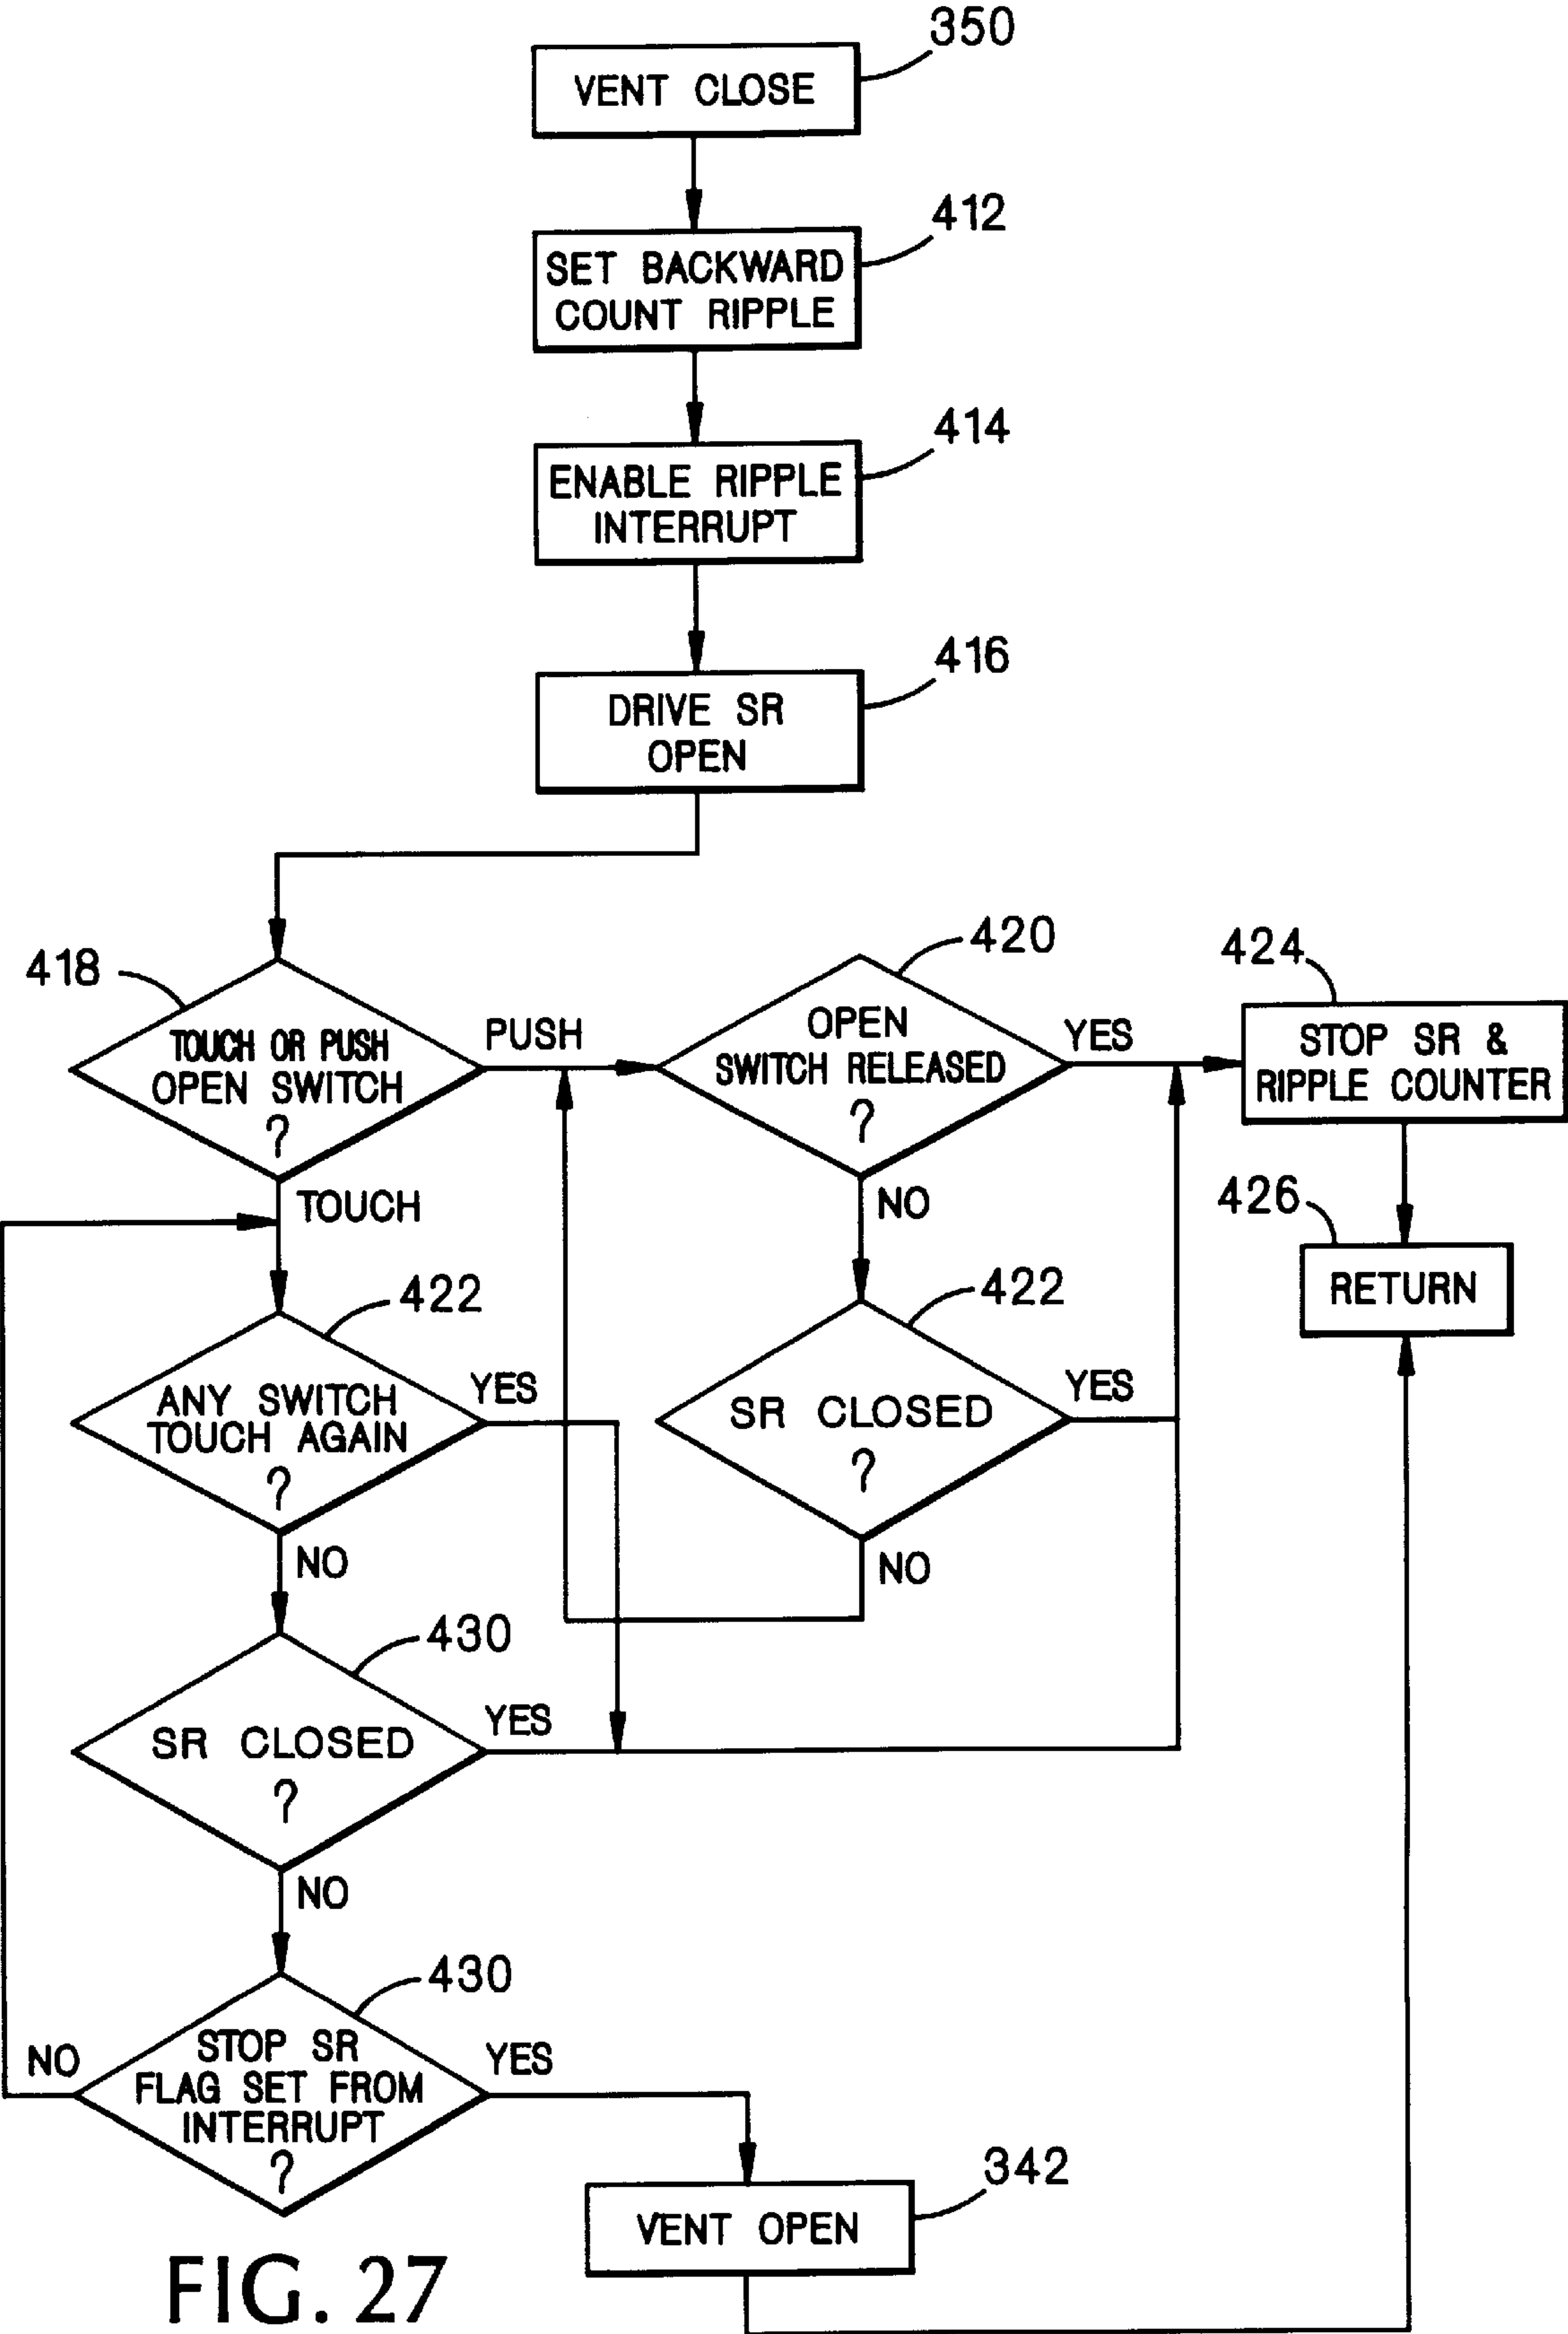 350
VENT CLOSE
412
SET BACKWARD
COUNT RIPPLE
414
ENABLE RIPPLE
INTERRUPT
416
DRIVE SR
OPEN
418
TOUCH OR PUSH
OPEN SWITCH
?
PUSH
TOUCH
420
OPEN
SWITCH RELEASED
?
YES
NO
424
STOP SR &
RIPPLE COUNTER
426
RETURN
422
ANY SWITCH
TOUCH AGAIN
?
YES
NO
422
SR CLOSED
?
YES
NO
430
SR CLOSED
?
YES
NO
430
STOP SR
FLAG SET FROM
INTERRUPT
?
NO
YES
342
VENT OPEN
FIG. 27